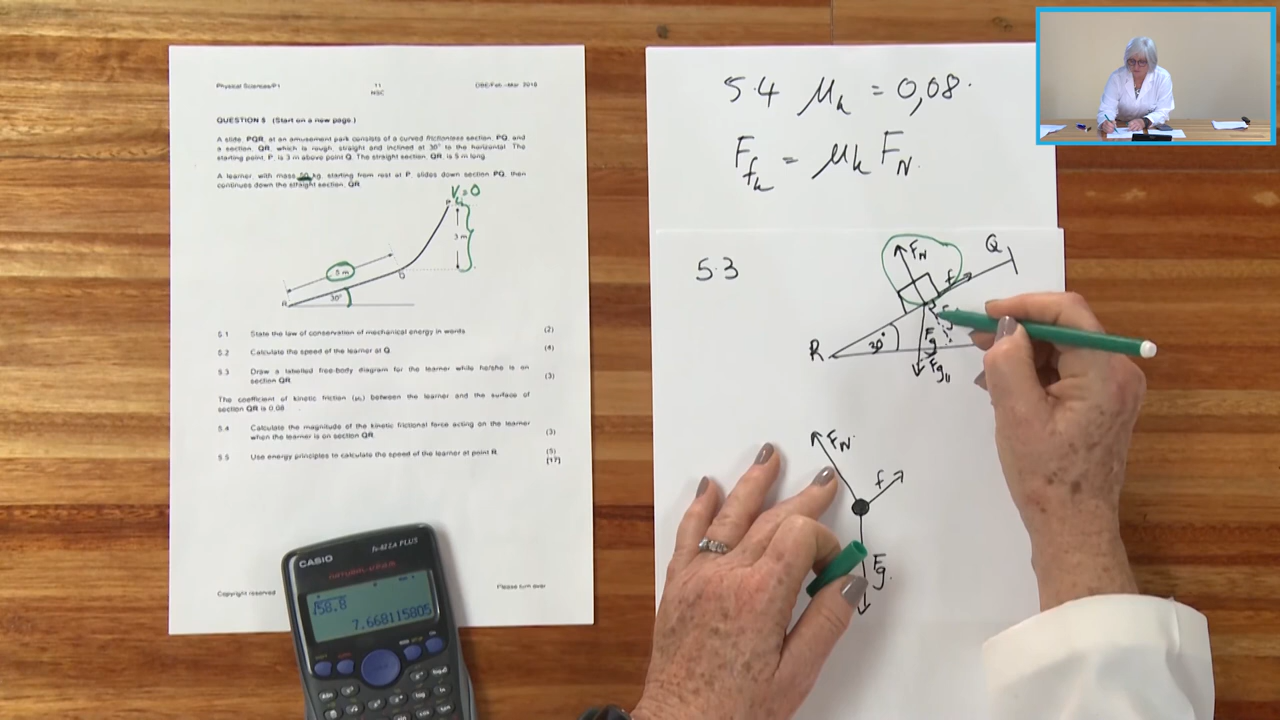 Physical Sciences/P1 11 DBE/Feb.-Mar. 2018
NSC
QUESTION 5 (Start on a new page.)
A slide, PQR, at an amusement park consists of a curved frictionless section, PQ, and
a section, QR, which is rough, straight and inclined at 30° to the horizontal. The
starting point, P, is 3 m above point Q. The straight section, QR, is 5 m long.
A learner, with mass 50 kg, starting from rest at P, slides down section PQ, then
continues down the straight section, QR.
= 0
P
3 m
5 m
Q
30°
R
5.1 State the law of conservation of mechanical energy in words (2)
5.2 Calculate the speed of the learner at Q. (4)
5.3 Draw a labelled free-body diagram for the learner while he/she is on
section QR. (3)
The coefficient of kinetic friction (μk) between the learner and the surface of
section QR is 0,08.
5.4 Calculate the magnitude of the kinetic frictional force acting on the learner
when the learner is on section QR. (3)
5.5 Use energy principles to calculate the speed of the learner at point R. (5)
[17]
Copyright reserved Please turn over
CASIO fx-82ZA PLUS
NATURAL-V.P.A.M.
√58.8
7.668115805
5.4 μk = 0,08.
Ffk = μk FN.
5.3
FN
f
Q
R
30°
Fg
Fg||
FN
f
Fg